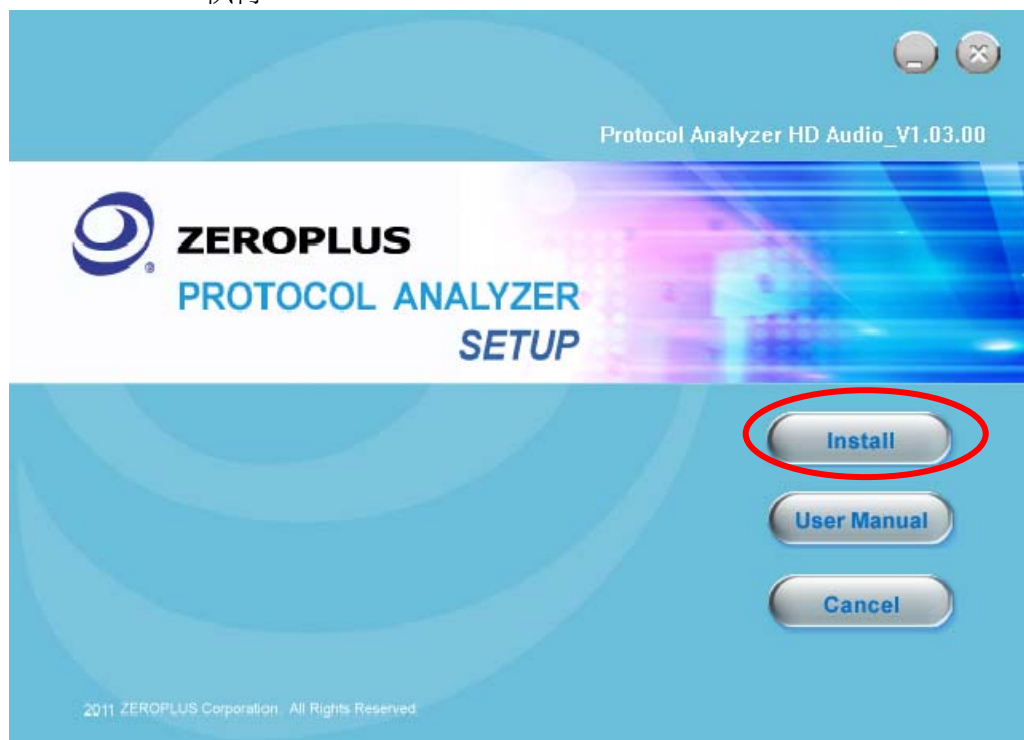 Protocol Analyzer HD Audio_V1.03.00
ZEROPLUS
PROTOCOL ANALYZER
SETUP
Install
User Manual
Cancel
2011 ZEROPLUS Corporation. All Rights Reserved.